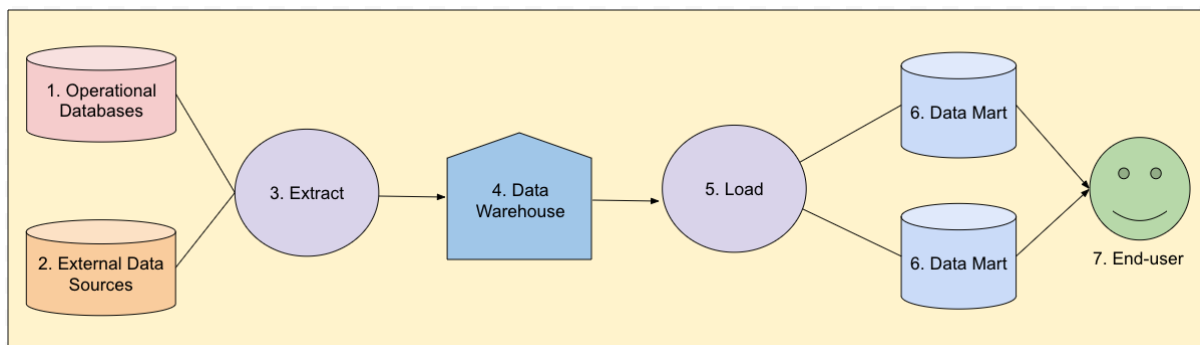 1. Operational
Databases
2. External Data
Sources
3. Extract
4. Data
Warehouse
5. Load
6. Data Mart
6. Data Mart
7. End-user